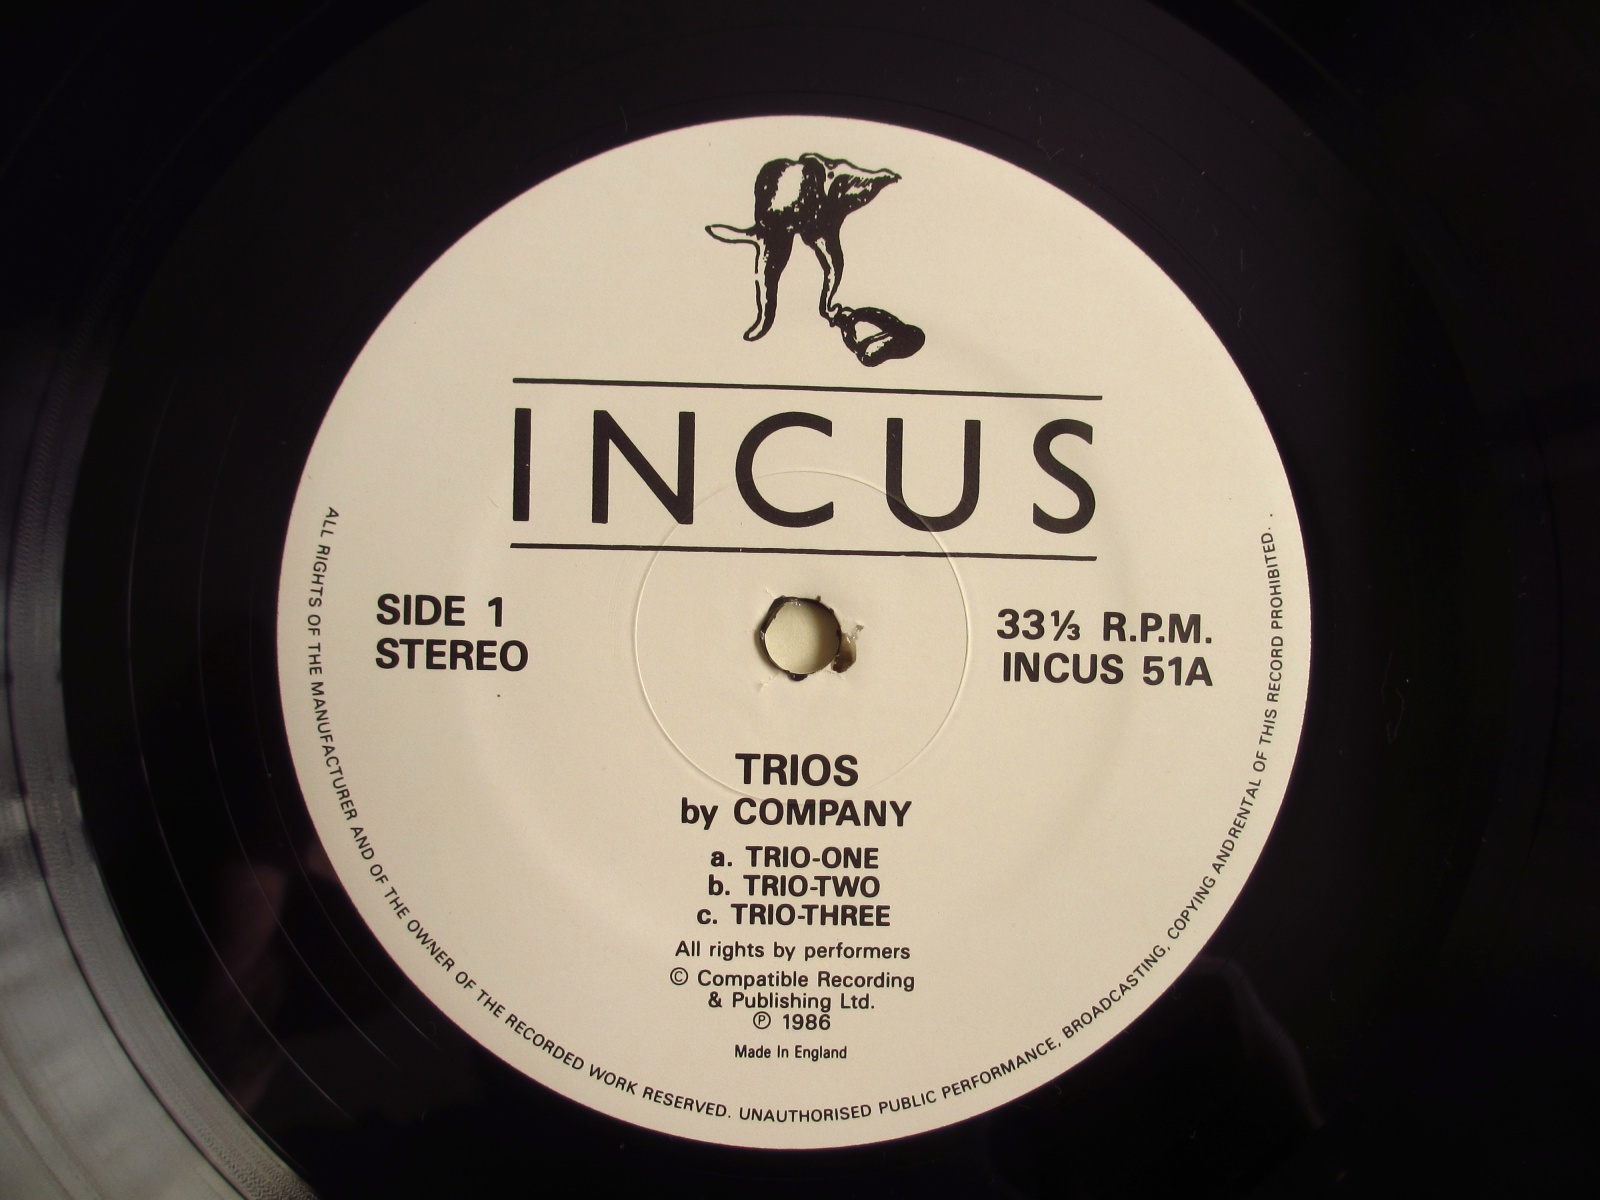 INCUS
SIDE 1
STEREO
33⅓ R.P.M.
INCUS 51A
TRIOS
by COMPANY
a. TRIO-ONE
b. TRIO-TWO
c. TRIO-THREE
All rights by performers
© Compatible Recording
& Publishing Ltd.
℗ 1986
Made In England
ALL RIGHTS OF THE MANUFACTURER AND OF THE OWNER OF THE RECORDED WORK RESERVED. UNAUTHORISED PUBLIC PERFORMANCE, BROADCASTING, COPYING ANDRENTAL OF THIS RECORD PROHIBITED. .